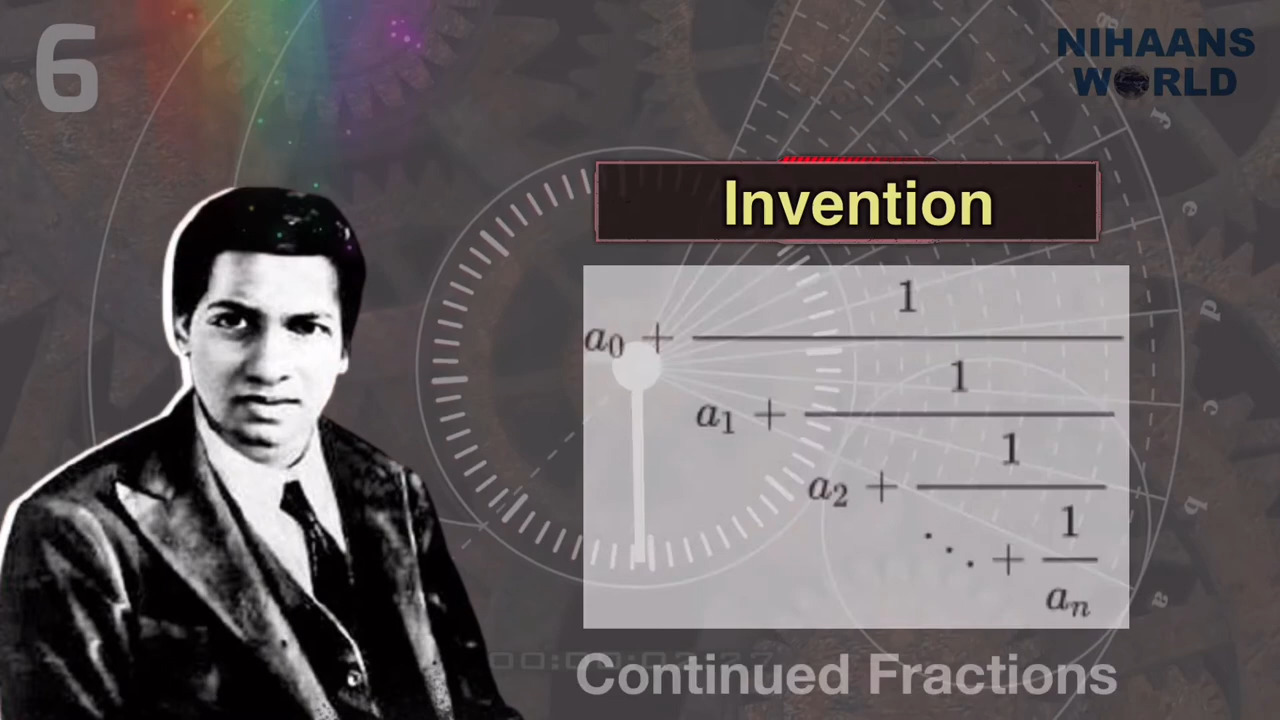 6
NIHAANS
WORLD
Invention
a₀ + 1
a₁ + 1
a₂ + 1
⋱ + 1
aₙ
g
f
e
d
c
b
a
Continued Fractions